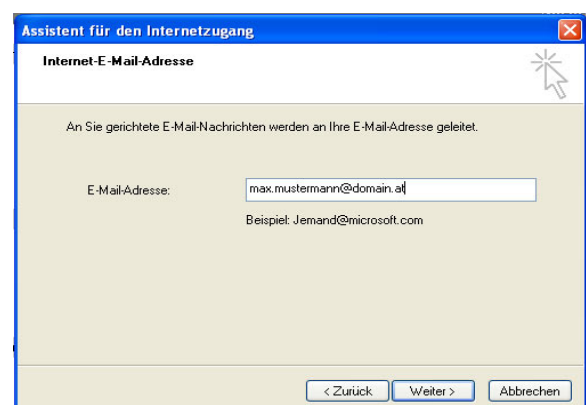 Assistent für den Internetzugang
Internet-E-Mail-Adresse
An Sie gerichtete E-Mail-Nachrichten werden an Ihre E-Mail-Adresse geleitet.
E-Mail-Adresse: max.mustermann@domain.at
Beispiel: Jemand@microsoft.com
< Zurück Weiter > Abbrechen